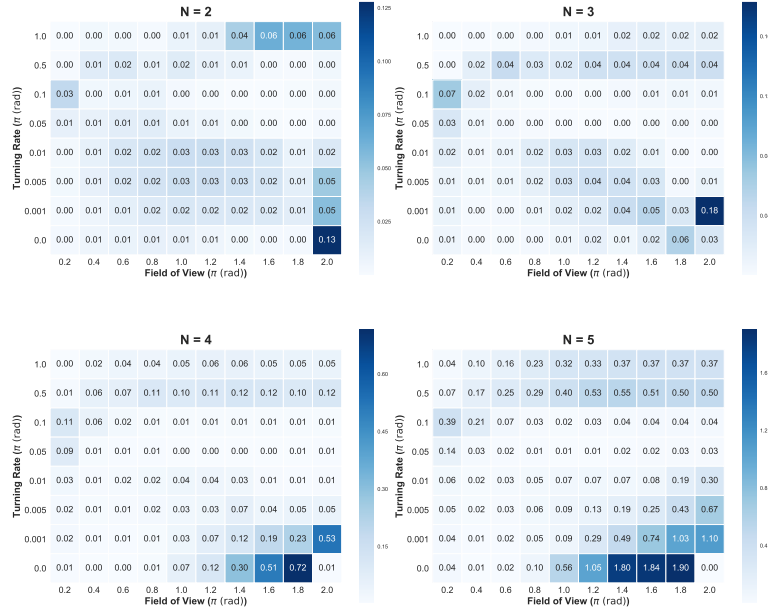 N = 2
1.0 0.00 0.00 0.00 0.00 0.01 0.01 0.04 0.06 0.06 0.06
0.5 0.00 0.01 0.02 0.01 0.02 0.01 0.01 0.00 0.00 0.00
0.1 0.03 0.00 0.01 0.01 0.00 0.01 0.00 0.00 0.00 0.00
0.05 0.01 0.01 0.01 0.01 0.01 0.00 0.00 0.00 0.00 0.00
0.01 0.00 0.01 0.02 0.02 0.03 0.03 0.03 0.02 0.01 0.02
0.005 0.00 0.01 0.02 0.02 0.03 0.03 0.03 0.02 0.01 0.05
0.001 0.00 0.01 0.01 0.02 0.02 0.02 0.02 0.02 0.01 0.05
0.0 0.00 0.01 0.01 0.01 0.01 0.01 0.00 0.00 0.00 0.13
0.2 0.4 0.6 0.8 1.0 1.2 1.4 1.6 1.8 2.0
Field of View (π (rad))
Turning Rate (π (rad))
0.125
0.100
0.075
0.050
0.025
N = 3
1.0 0.00 0.00 0.00 0.00 0.01 0.01 0.02 0.02 0.02 0.02
0.5 0.00 0.02 0.04 0.02 0.03 0.04 0.04 0.04 0.04 0.04
0.1 0.07 0.02 0.01 0.00 0.00 0.00 0.00 0.00 0.00 0.00
0.05 0.03 0.01 0.00 0.00 0.00 0.00 0.00 0.00 0.00 0.00
0.01 0.02 0.01 0.01 0.02 0.03 0.03 0.02 0.01 0.00 0.00
0.005 0.01 0.00 0.01 0.02 0.03 0.04 0.04 0.03 0.00 0.01
0.001 0.00 0.00 0.00 0.01 0.02 0.02 0.04 0.05 0.03 0.18
0.0 0.01 0.00 0.00 0.00 0.01 0.02 0.01 0.02 0.06 0.03
0.2 0.4 0.6 0.8 1.0 1.2 1.4 1.6 1.8 2.0
Field of View (π (rad))
Turning Rate (π (rad))
N = 4
1.0 0.00 0.02 0.04 0.04 0.05 0.06 0.05 0.05 0.05 0.05
0.5 0.01 0.06 0.07 0.11 0.10 0.11 0.12 0.12 0.10 0.12
0.1 0.11 0.06 0.02 0.01 0.01 0.01 0.01 0.01 0.01 0.01
0.05 0.09 0.01 0.01 0.01 0.01 0.00 0.00 0.00 0.00 0.00
0.01 0.03 0.01 0.02 0.02 0.04 0.04 0.03 0.01 0.01 0.01
0.005 0.02 0.01 0.01 0.01 0.03 0.03 0.07 0.04 0.05 0.05
0.001 0.02 0.01 0.00 0.01 0.03 0.07 0.12 0.19 0.23 0.53
0.0 0.02 0.00 0.00 0.01 0.07 0.12 0.30 0.51 0.72 0.01
0.2 0.4 0.6 0.8 1.0 1.2 1.4 1.6 1.8 2.0
Field of View (π (rad))
Turning Rate (π (rad))
0.60
0.45
0.30
0.15
N = 5
1.0 0.04 0.10 0.16 0.23 0.32 0.33 0.37 0.37 0.37 0.37
0.5 0.07 0.17 0.25 0.29 0.40 0.53 0.55 0.51 0.50 0.50
0.1 0.39 0.21 0.07 0.03 0.02 0.03 0.04 0.04 0.04 0.04
0.05 0.14 0.03 0.02 0.01 0.01 0.01 0.02 0.02 0.03 0.03
0.01 0.06 0.02 0.03 0.05 0.07 0.07 0.07 0.08 0.19 0.30
0.005 0.05 0.02 0.03 0.06 0.09 0.13 0.19 0.25 0.43 0.67
0.001 0.04 0.02 0.01 0.06 0.09 0.29 0.49 0.74 1.03 1.10
0.0 0.04 0.01 0.02 0.10 0.56 1.05 1.80 1.84 1.90 0.00
0.2 0.4 0.6 0.8 1.0 1.2 1.4 1.6 1.8 2.0
Field of View (π (rad))
Turning Rate (π (rad))
1.6
1.2
0.8
0.4